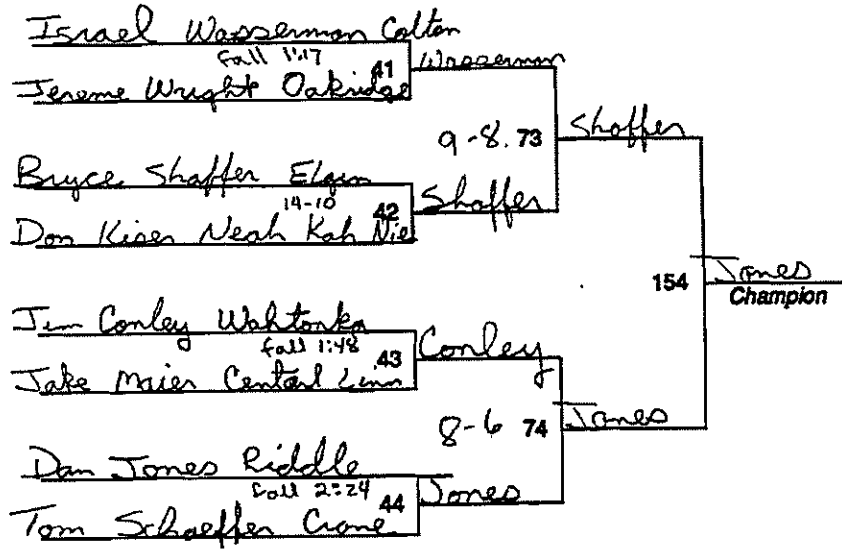 Israel Wasserman Colton
fall 1:17
41
Wasserman
Jereme Wright Oakridge
9-8. 73
Shaffer
Bryce Shaffer Elgin
14-10
42
Shaffer
Don Kiser Neah Kah Nie
154
Jones
Champion
Jim Conley Wahtonka
fall 1:48
43
Conley
Jake Maier Central Linn
8-6 74
Jones
Dan Jones Riddle
fall 2:24
44
Jones
Tom Schaeffer Crane